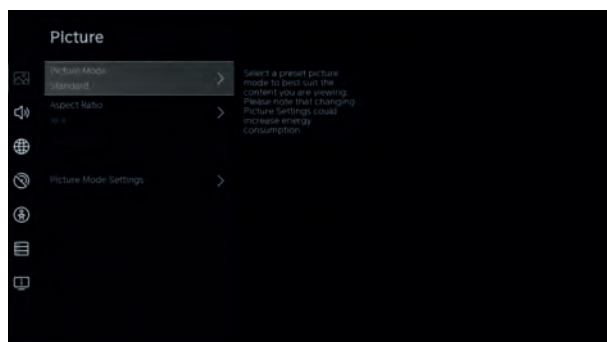 Picture
Picture Mode
Standard
Select a preset picture
mode to best suit the
content you are viewing.
Please note that changing
Picture Settings could
increase energy
consumption
Aspect Ratio
Picture Mode Settings